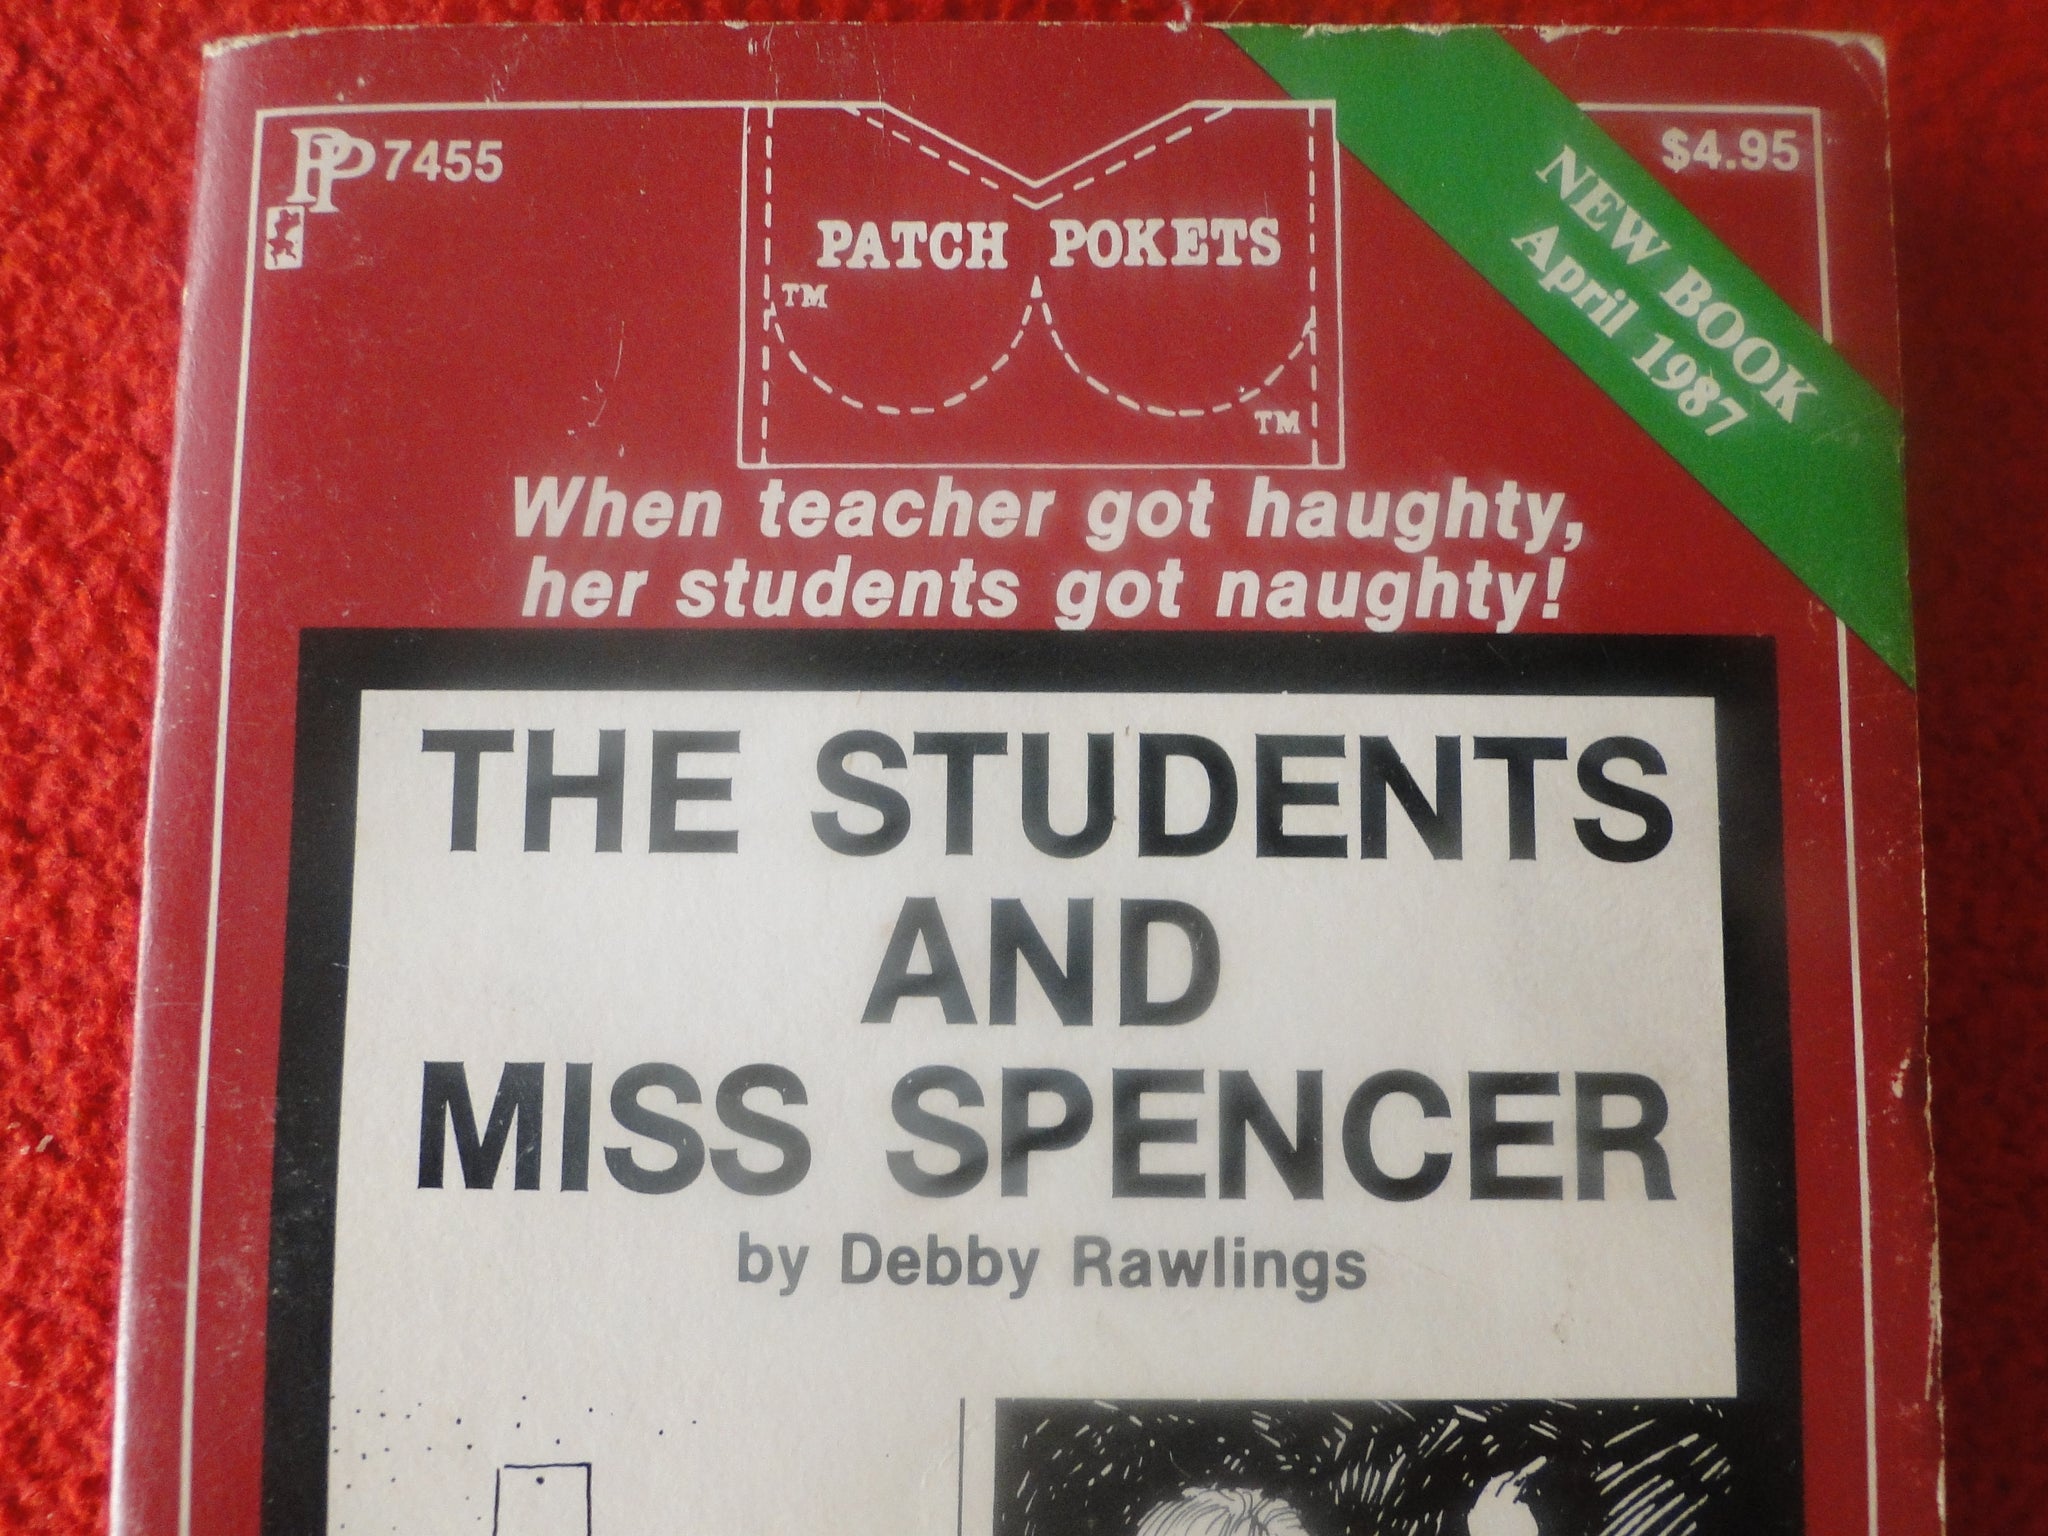 PP 7455
PATCH POKETS
TM
TM
$4.95
NEW BOOK
April 1987
When teacher got haughty,
her students got naughty!
THE STUDENTS
AND
MISS SPENCER
by Debby Rawlings